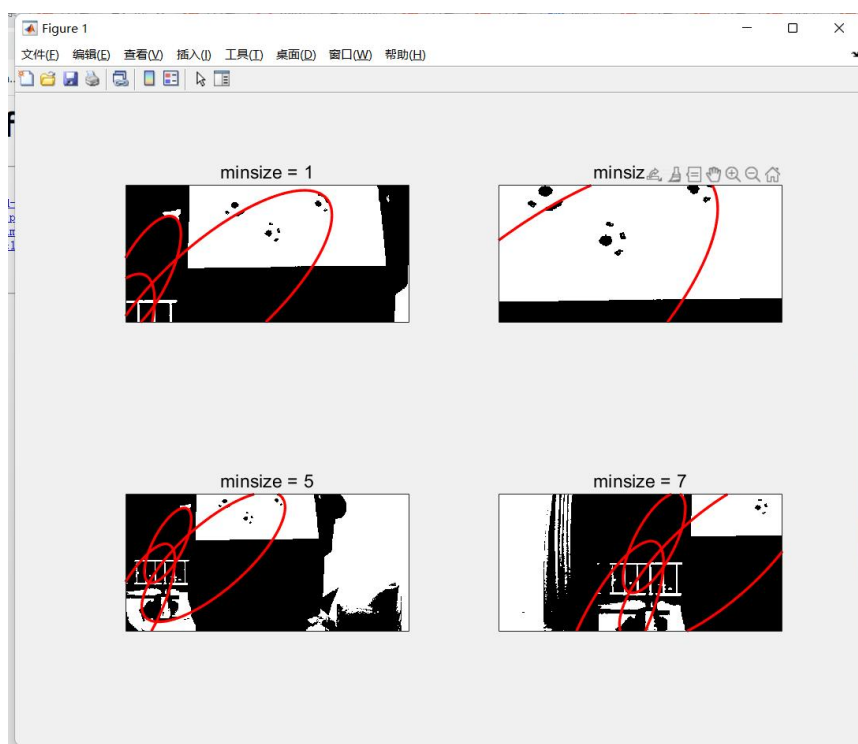 Figure 1
文件(F) 编辑(E) 查看(V) 插入(I) 工具(T) 桌面(D) 窗口(W) 帮助(H)
minsize = 1
minsiz
minsize = 5
minsize = 7